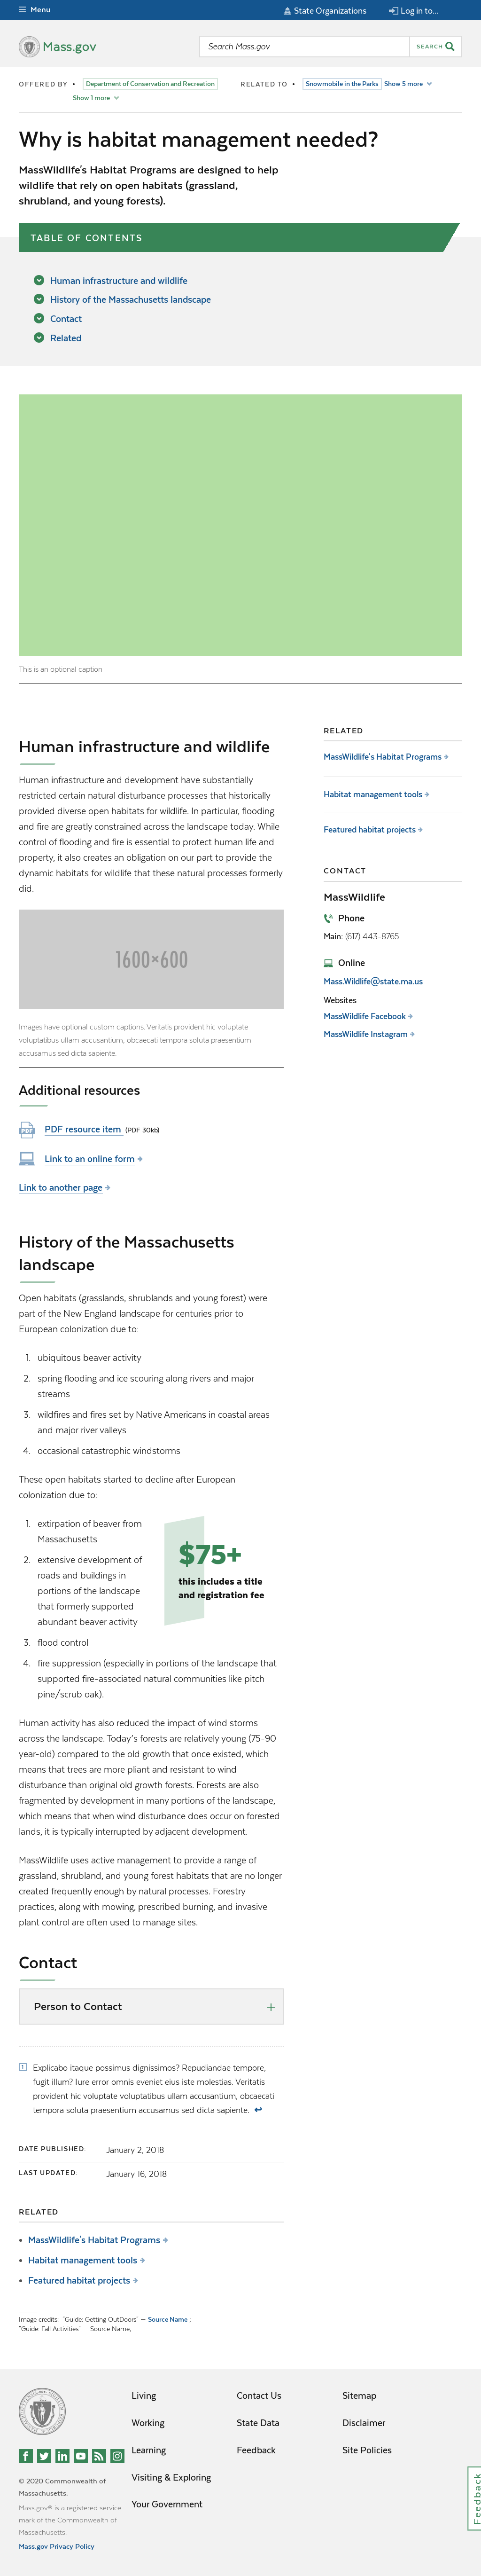 Menu
State Organizations
Log in to...
Mass.gov
Search Mass.gov
SEARCH
OFFERED BY
Department of Conservation and Recreation
Show 1 more
RELATED TO
Snowmobile in the Parks
Show 5 more
Why is habitat management needed?
MassWildlife's Habitat Programs are designed to help
wildlife that rely on open habitats (grassland,
shrubland, and young forests).
TABLE OF CONTENTS
Human infrastructure and wildlife
History of the Massachusetts landscape
Contact
Related
This is an optional caption
Human infrastructure and wildlife
Human infrastructure and development have substantially
restricted certain natural disturbance processes that historically
provided diverse open habitats for wildlife. In particular, flooding
and fire are greatly constrained across the landscape today. While
control of flooding and fire is essential to protect human life and
property, it also creates an obligation on our part to provide the
dynamic habitats for wildlife that these natural processes formerly
did.
1600×600
Images have optional custom captions. Veritatis provident hic voluptate
voluptatibus ullam accusantium, obcaecati tempora soluta praesentium
accusamus sed dicta sapiente.
Additional resources
PDF
PDF resource item (PDF 30kb)
Link to an online form
Link to another page
RELATED
MassWildlife's Habitat Programs
Habitat management tools
Featured habitat projects
CONTACT
MassWildlife
Phone
Main: (617) 443-8765
Online
Mass.Wildlife@state.ma.us
Websites
MassWildlife Facebook
MassWildlife Instagram
History of the Massachusetts
landscape
Open habitats (grasslands, shrublands and young forest) were
part of the New England landscape for centuries prior to
European colonization due to:
1. ubiquitous beaver activity
2. spring flooding and ice scouring along rivers and major
streams
3. wildfires and fires set by Native Americans in coastal areas
and major river valleys
4. occasional catastrophic windstorms
These open habitats started to decline after European
colonization due to:
1. extirpation of beaver from
Massachusetts
2. extensive development of
roads and buildings in
portions of the landscape
that formerly supported
abundant beaver activity
3. flood control
4. fire suppression (especially in portions of the landscape that
supported fire-associated natural communities like pitch
pine/scrub oak).
$75+
this includes a title
and registration fee
Human activity has also reduced the impact of wind storms
across the landscape. Today's forests are relatively young (75-90
year-old) compared to the old growth that once existed, which
means that trees are more pliant and resistant to wind
disturbance than original old growth forests. Forests are also
fragmented by development in many portions of the landscape,
which means that when wind disturbance does occur on forested
lands, it is typically interrupted by adjacent development.
MassWildlife uses active management to provide a range of
grassland, shrubland, and young forest habitats that are no longer
created frequently enough by natural processes. Forestry
practices, along with mowing, prescribed burning, and invasive
plant control are often used to manage sites.
Contact
Person to Contact
1
Explicabo itaque possimus dignissimos? Repudiandae tempore,
fugit illum? Iure error omnis eveniet eius iste molestias. Veritatis
provident hic voluptate voluptatibus ullam accusantium, obcaecati
tempora soluta praesentium accusamus sed dicta sapiente.
DATE PUBLISHED: January 2, 2018
LAST UPDATED: January 16, 2018
RELATED
MassWildlife's Habitat Programs
Habitat management tools
Featured habitat projects
Image credits: "Guide: Getting OutDoors" — Source Name ,
"Guide: Fall Activities" — Source Name,
Living
Working
Learning
Visiting & Exploring
Your Government
Contact Us
State Data
Feedback
Sitemap
Disclaimer
Site Policies
© 2020 Commonwealth of
Massachusetts.
Mass.gov® is a registered service
mark of the Commonwealth of
Massachusetts.
Mass.gov Privacy Policy
Feedback